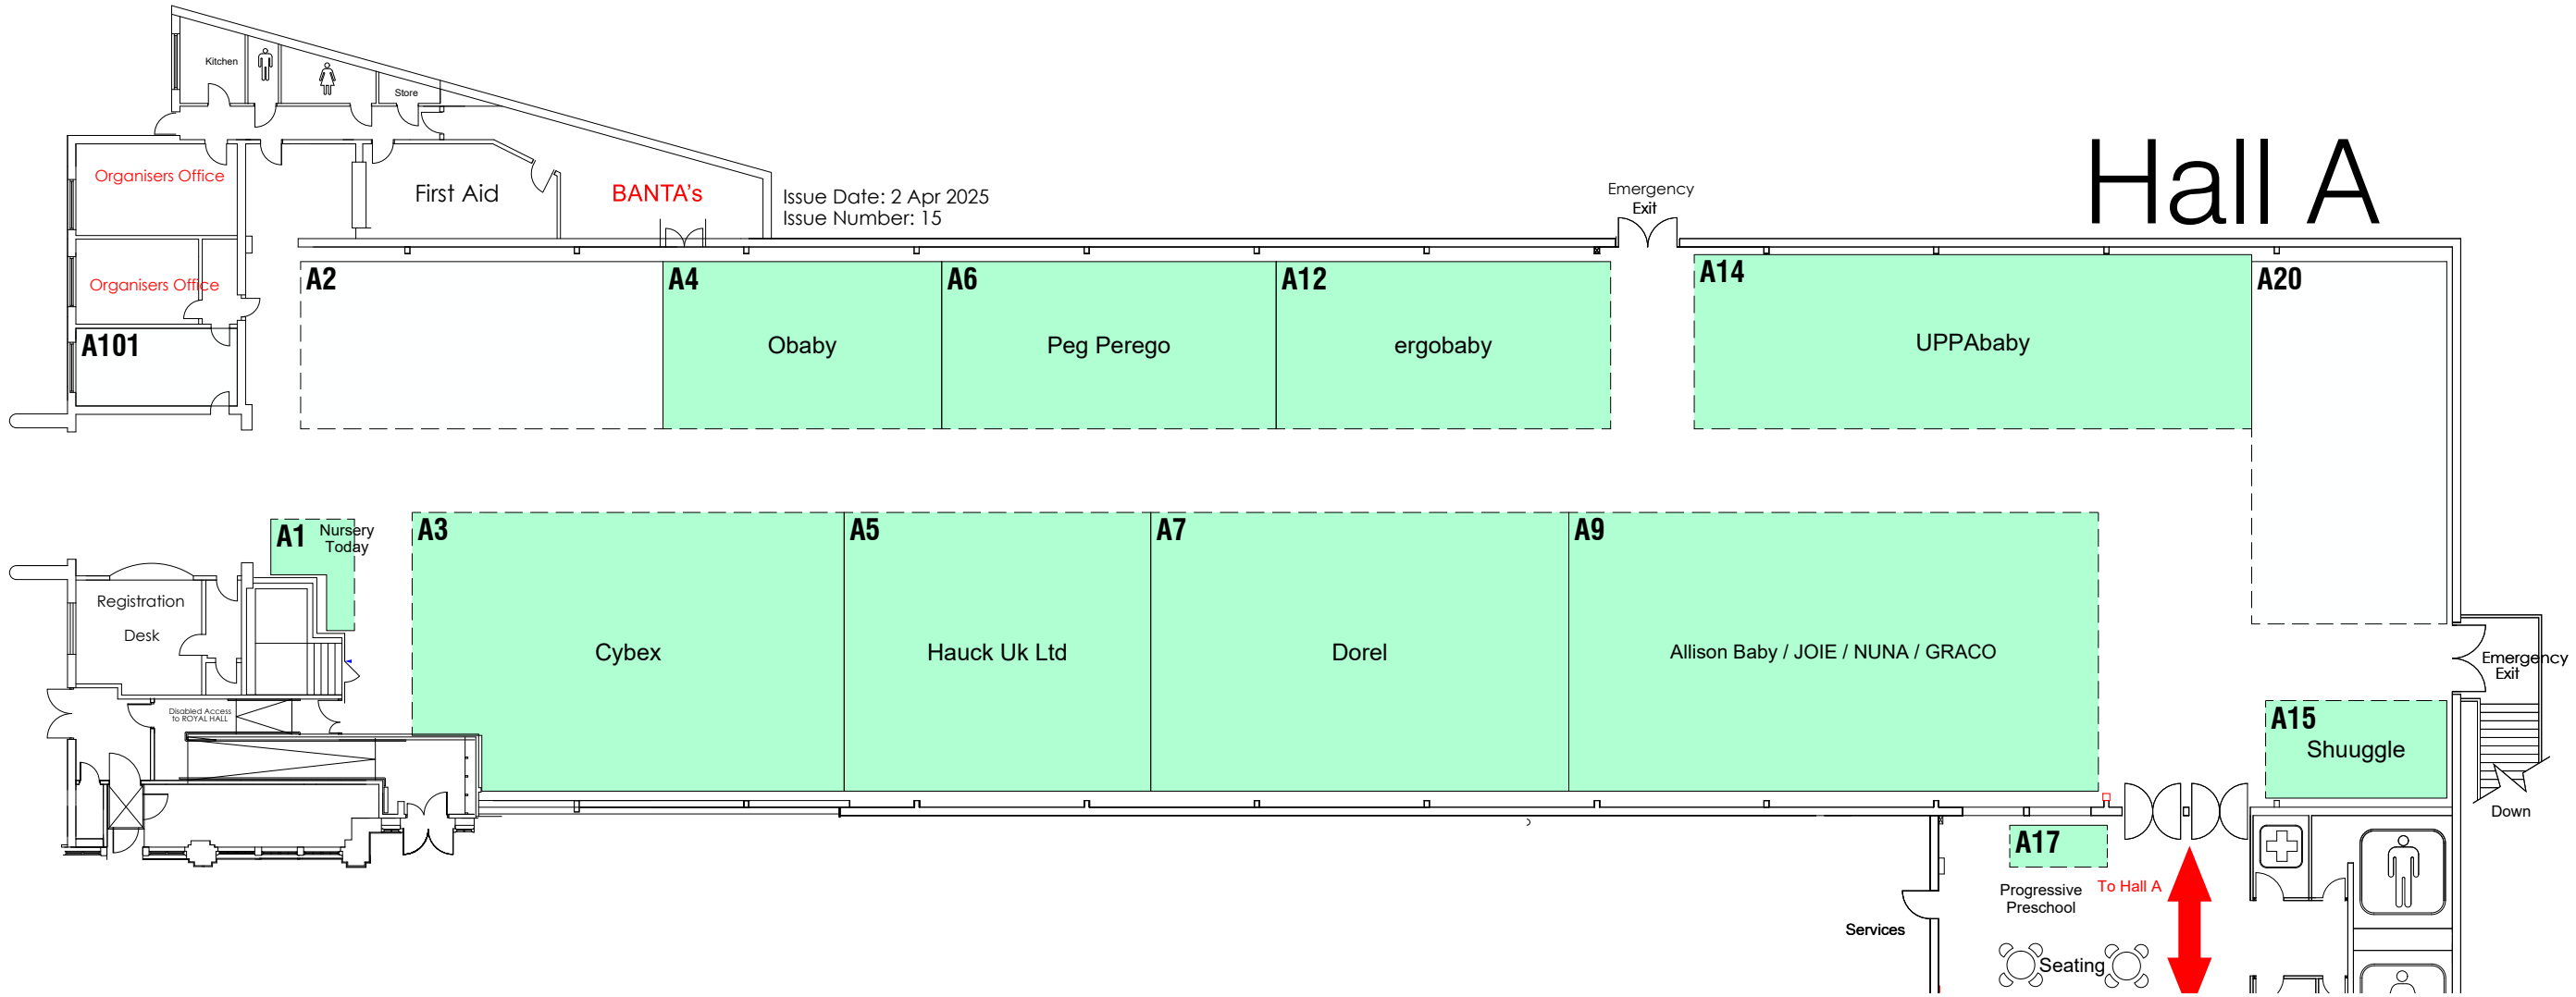 Kitchen
Store
Organisers Office
First Aid
BANTA's
Issue Date: 2 Apr 2025
Issue Number: 15
Emergency
Exit
Hall A
A2
A4
A6
A12
A14
A20
Organisers Office
A101
Obaby
Peg Perego
ergobaby
UPPAbaby
A1
Nursery
Today
A3
A5
A7
A9
Registration
Desk
Cybex
Hauck Uk Ltd
Dorel
Allison Baby / JOIE / NUNA / GRACO
Emergency
Exit
Disabled Access
to ROYAL HALL
A15
Shuuggle
Down
A17
Progressive
Preschool
To Hall A
Services
Seating